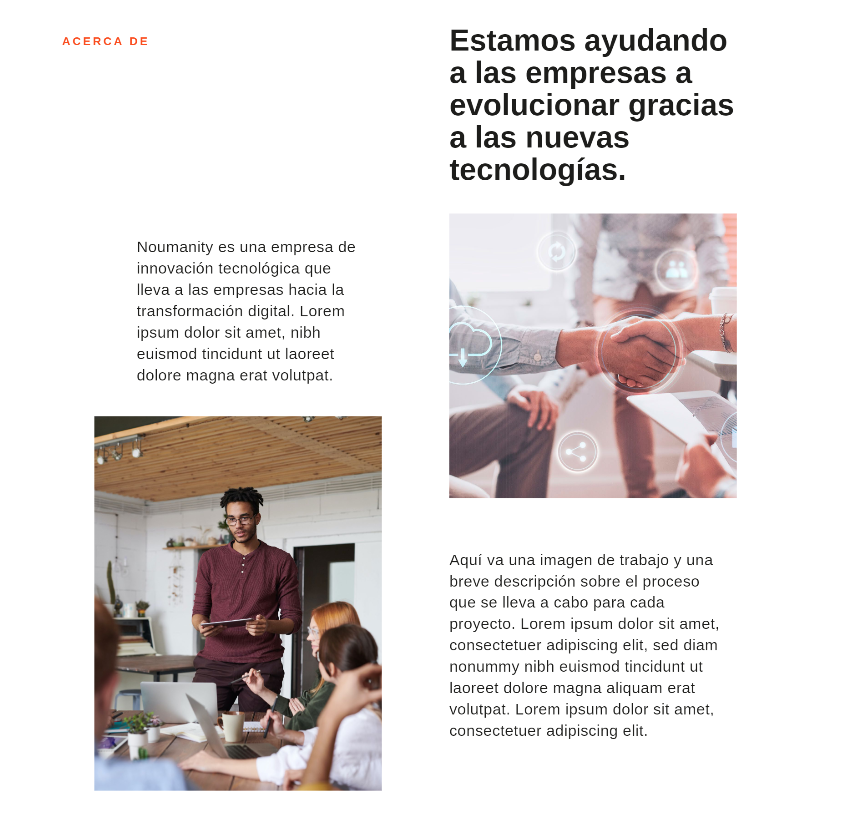 ACERCA DE
Estamos ayudando
a las empresas a
evolucionar gracias
a las nuevas
tecnologías.
Noumanity es una empresa de
innovación tecnológica que
lleva a las empresas hacia la
transformación digital. Lorem
ipsum dolor sit amet, nibh
euismod tincidunt ut laoreet
dolore magna erat volutpat.
Aquí va una imagen de trabajo y una
breve descripción sobre el proceso
que se lleva a cabo para cada
proyecto. Lorem ipsum dolor sit amet,
consectetuer adipiscing elit, sed diam
nonummy nibh euismod tincidunt ut
laoreet dolore magna aliquam erat
volutpat. Lorem ipsum dolor sit amet,
consectetuer adipiscing elit.